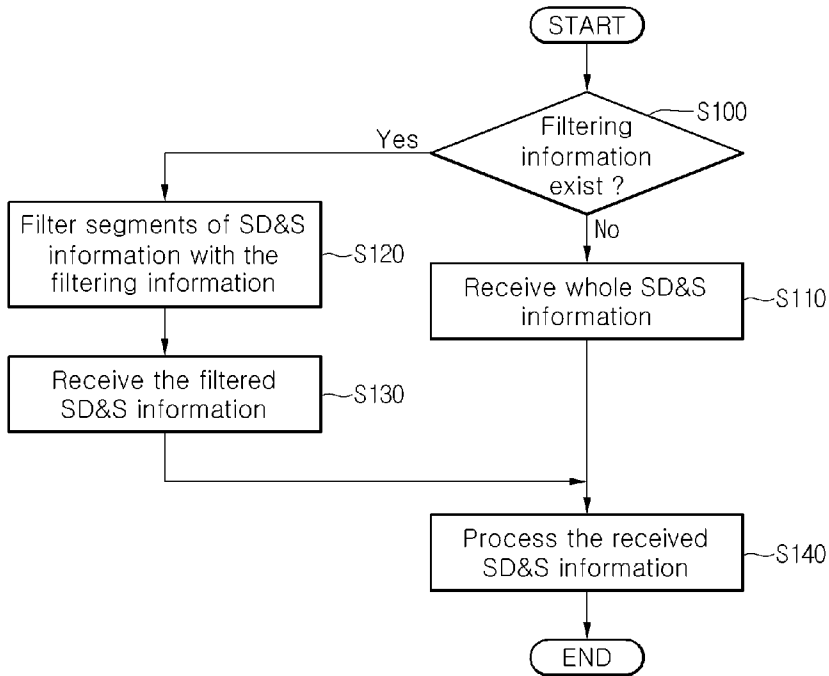 START
S100
Filtering
information
exist ?
Yes
No
Filter segments of SD&S
information with the
filtering information
S120
Receive whole SD&S
information
S110
Receive the filtered
SD&S information
S130
Process the received
SD&S information
S140
END